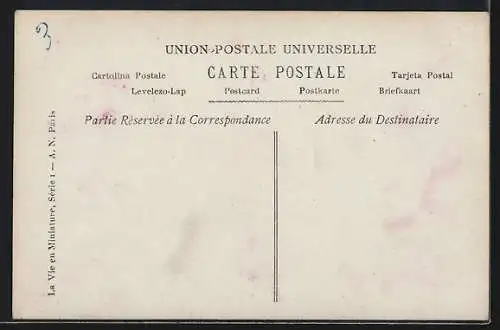 UNION POSTALE UNIVERSELLE
CARTE POSTALE
Cartolina Postale Tarjeta Postal
Levelezo-Lap Postcard Postkarte Briefkaart
Partie Réservée à la Correspondance Adresse du Destinataire
La Vie en Miniature, Série 1 — A. N. Paris